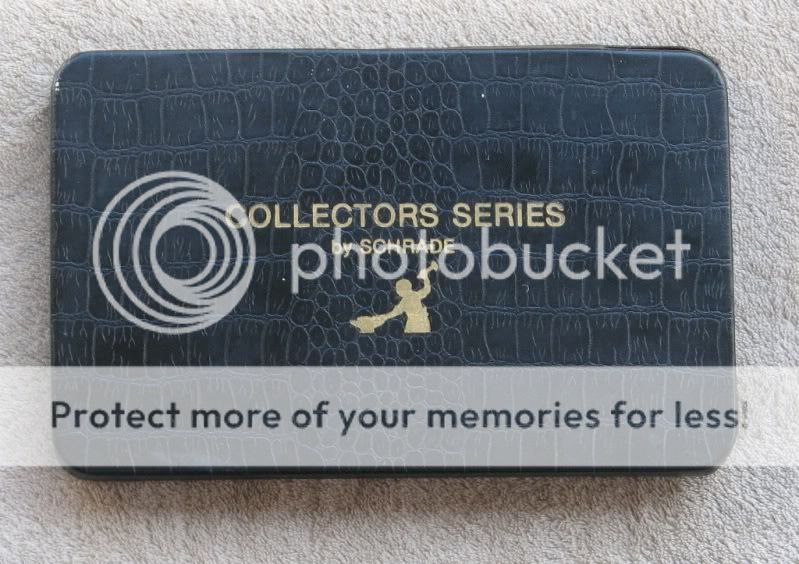 COLLECTORS SERIES
by SCHRADE
photobucket
Protect more of your memories for less!